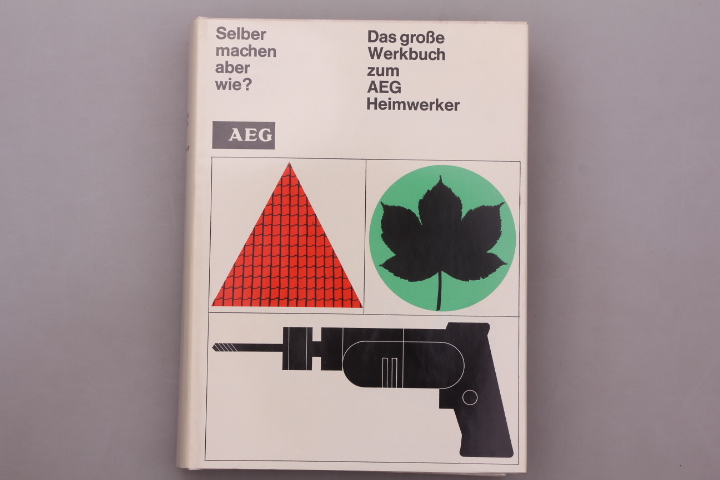 Selber
machen
aber
wie?
Das große
Werkbuch
zum
AEG
Heimwerker
AEG